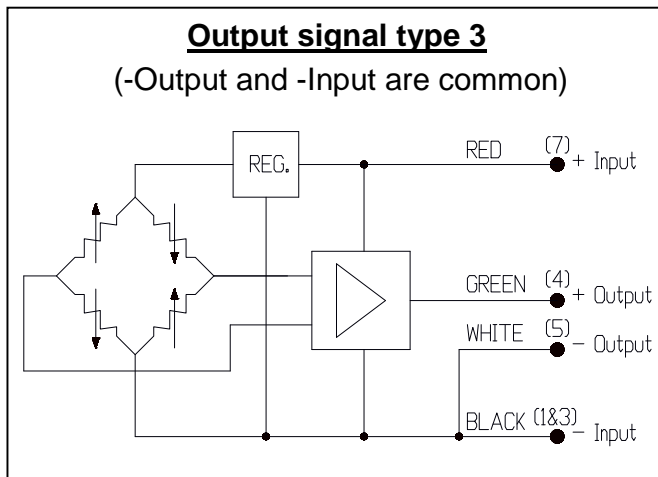 Output signal type 3
(-Output and -Input are common)
REG.
RED (7) + Input
GREEN (4) + Output
WHITE (5) - Output
BLACK (1&3) - Input